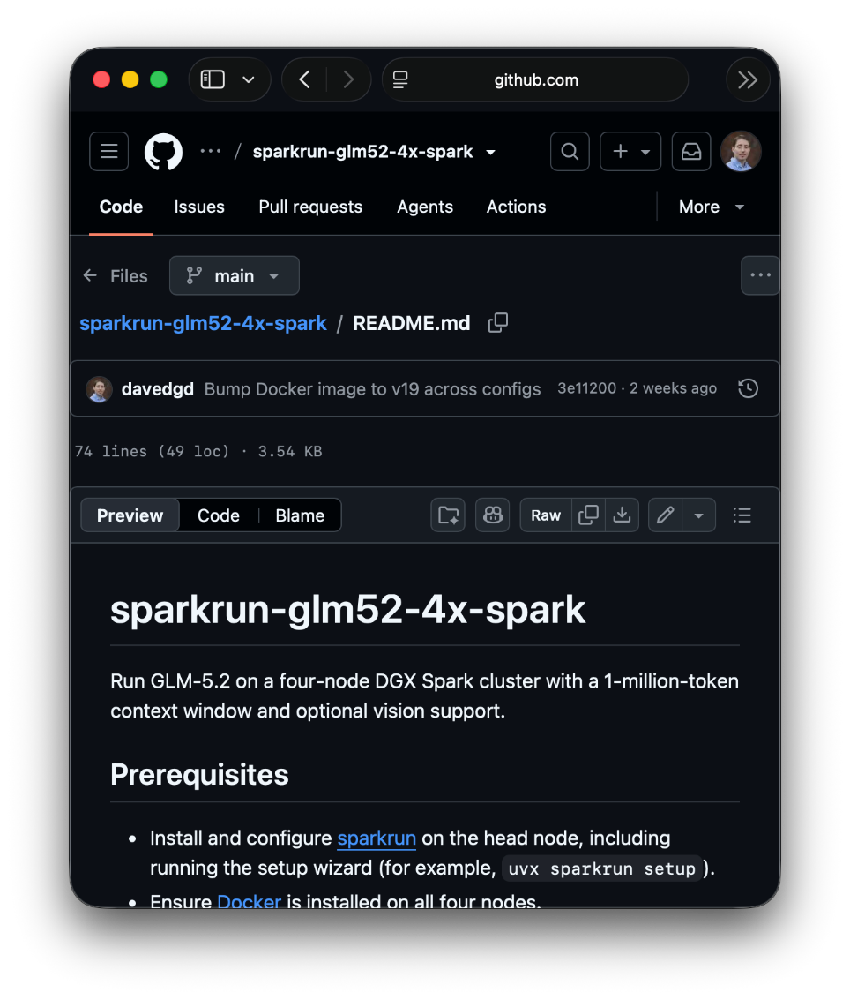 github.com
··· / sparkrun-glm52-4x-spark
Code Issues Pull requests Agents Actions More
Files main ···
sparkrun-glm52-4x-spark / README.md
davedgd Bump Docker image to v19 across configs 3e11200 · 2 weeks ago
74 lines (49 loc) · 3.54 KB
Preview Code Blame Raw
sparkrun-glm52-4x-spark
Run GLM-5.2 on a four-node DGX Spark cluster with a 1-million-token
context window and optional vision support.
Prerequisites
• Install and configure sparkrun on the head node, including
running the setup wizard (for example, uvx sparkrun setup).
• Ensure Docker is installed on all four nodes.